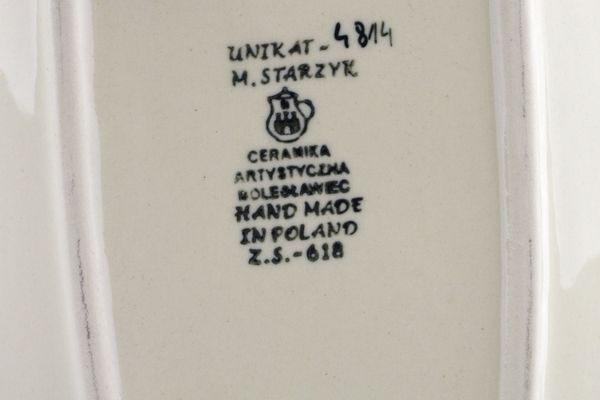 UNIKAT - 4814
M. STARZYK
CERAMIKA
ARTYSTYCZNA
BOLESŁAWIEC
HAND MADE
IN POLAND
Z.S.-618